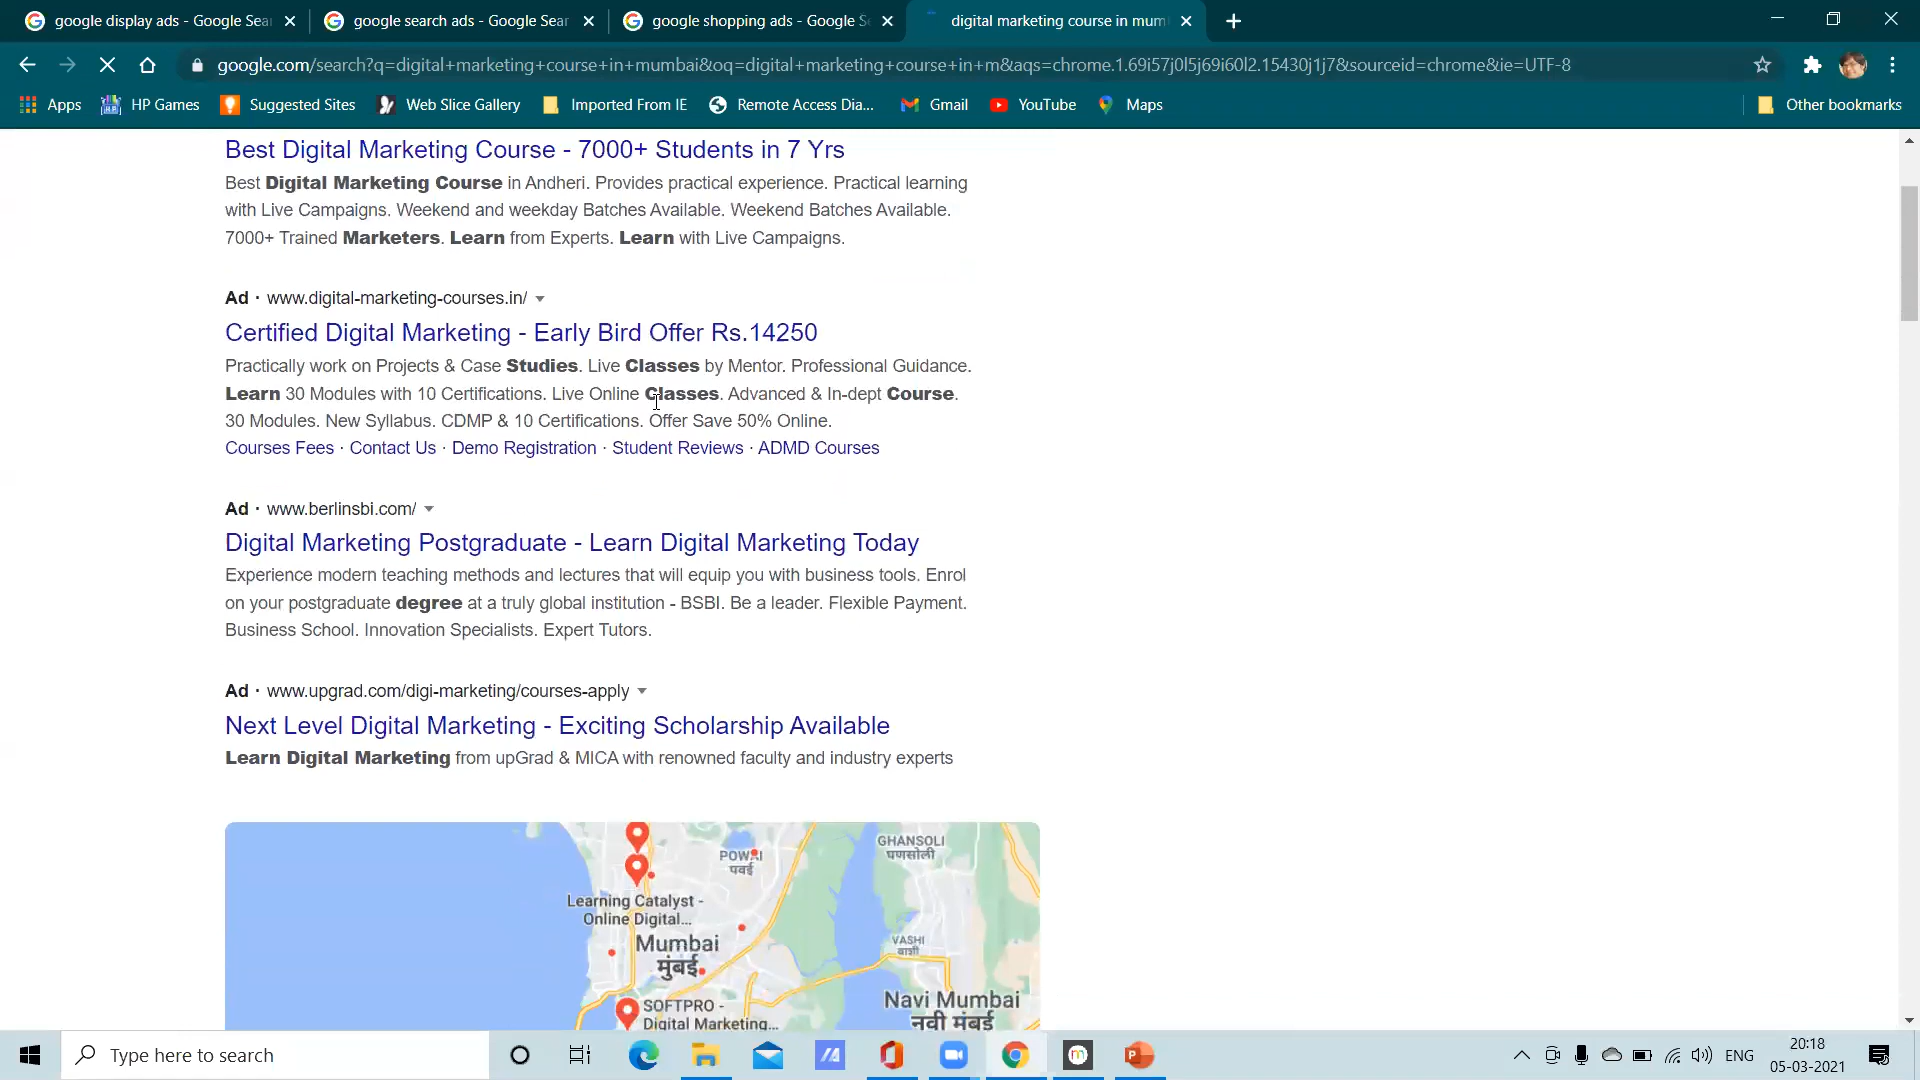 google display ads - Google Sea
google search ads - Google Sear
google shopping ads - Google Se
digital marketing course in mum
google.com/search?q=digital+marketing+course+in+mumbai&oq=digital+marketing+course+in+m&aqs=chrome.1.69i57j0l5j69i60l2.15430j1j7&sourceid=chrome&ie=UTF-8
Apps
HP Games
Suggested Sites
Web Slice Gallery
Imported From IE
Remote Access Dia...
Gmail
YouTube
Maps
Other bookmarks
Best Digital Marketing Course - 7000+ Students in 7 Yrs
Best Digital Marketing Course in Andheri. Provides practical experience. Practical learning
with Live Campaigns. Weekend and weekday Batches Available. Weekend Batches Available.
7000+ Trained Marketers. Learn from Experts. Learn with Live Campaigns.
Ad · www.digital-marketing-courses.in/
Certified Digital Marketing - Early Bird Offer Rs.14250
Practically work on Projects & Case Studies. Live Classes by Mentor. Professional Guidance.
Learn 30 Modules with 10 Certifications. Live Online Classes. Advanced & In-dept Course.
30 Modules. New Syllabus. CDMP & 10 Certifications. Offer Save 50% Online.
Courses Fees · Contact Us · Demo Registration · Student Reviews · ADMD Courses
Ad · www.berlinsbi.com/
Digital Marketing Postgraduate - Learn Digital Marketing Today
Experience modern teaching methods and lectures that will equip you with business tools. Enrol
on your postgraduate degree at a truly global institution - BSBI. Be a leader. Flexible Payment.
Business School. Innovation Specialists. Expert Tutors.
Ad · www.upgrad.com/digi-marketing/courses-apply
Next Level Digital Marketing - Exciting Scholarship Available
Learn Digital Marketing from upGrad & MICA with renowned faculty and industry experts
GHANSOLI
घणसोली
POWAI
पवई
Learning Catalyst -
Online Digital...
Mumbai
मुंबई
VASHI
वाशी
SOFTPRO -
Digital Marketing...
Navi Mumbai
नवी मुंबई
Type here to search
ENG
20:18
05-03-2021